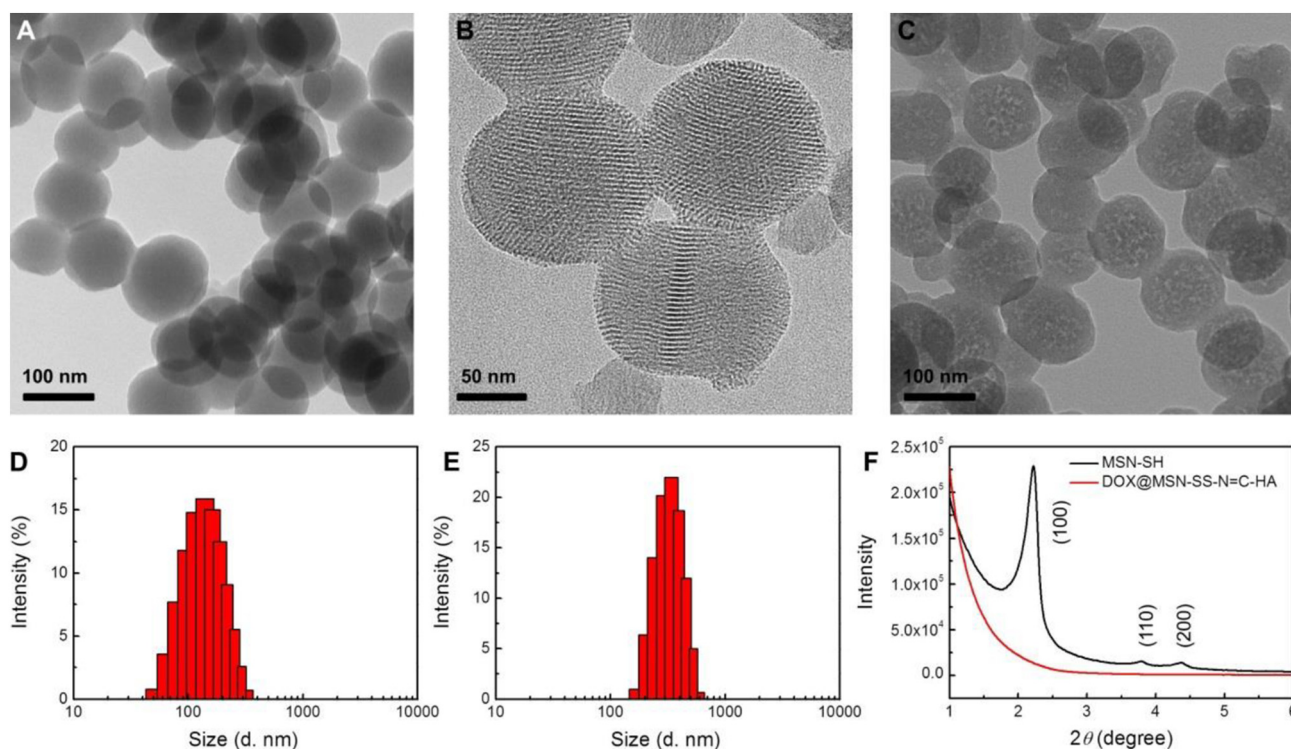 A
100 nm
B
50 nm
C
100 nm
D
20
15
10
5
0
Intensity (%)
10
100
1000
10000
Size (d. nm)
E
25
20
15
10
5
0
Intensity (%)
10
100
1000
10000
Size (d. nm)
F
2.5x10⁵
2.0x10⁵
1.5x10⁵
1.0x10⁵
5.0x10⁴
0.0
Intensity
MSN-SH
DOX@MSN-SS-N=C-HA
(100)
(110)
(200)
1
2
3
4
5
6
2θ (degree)